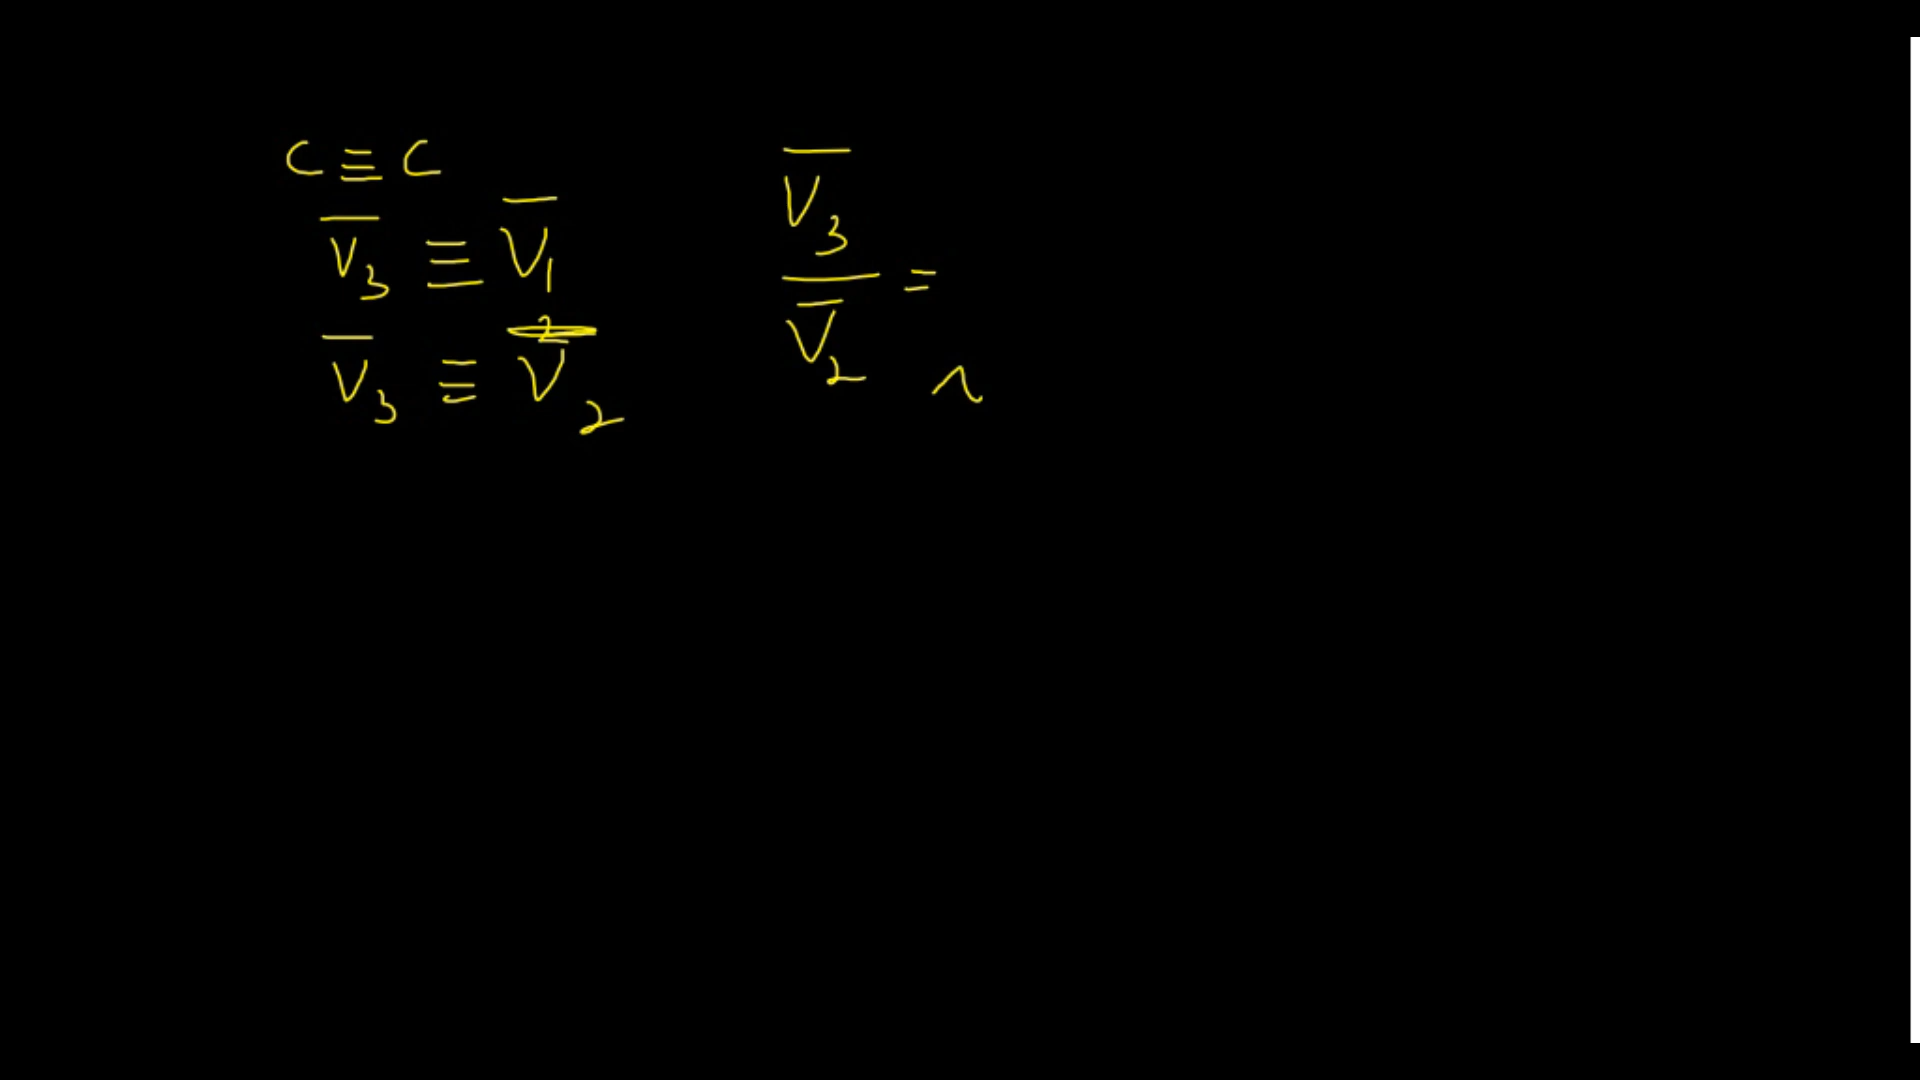 C ≡ C
V̅₃ ≡ V̅₁
V̅₃ ≡ V̅₂
V̅₃
V̅₂
=